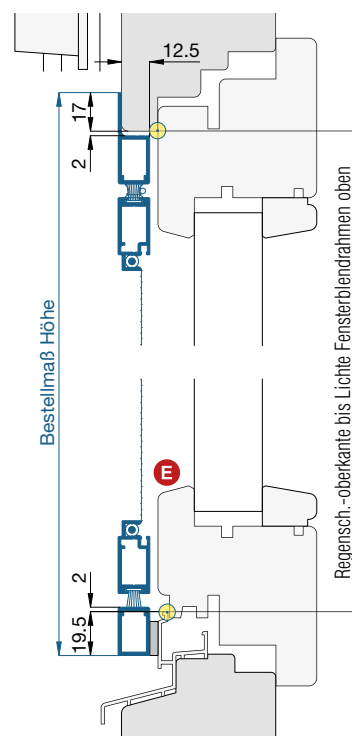 12.5
17
2
Bestellmaß Höhe
Regensch.-oberkante bis Lichte Fensterblendrahmen oben
E
2
19.5